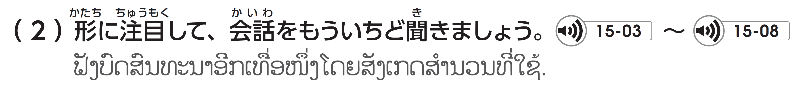 (2)形に注目して、会話をもういちど聞きましょう。 15-03 ～ 15-08
ຟັງບົດສົນທະນາອີກເທື່ອໜຶ່ງໂດຍສັງເກດສຳນວນທີ່ໃຊ້.